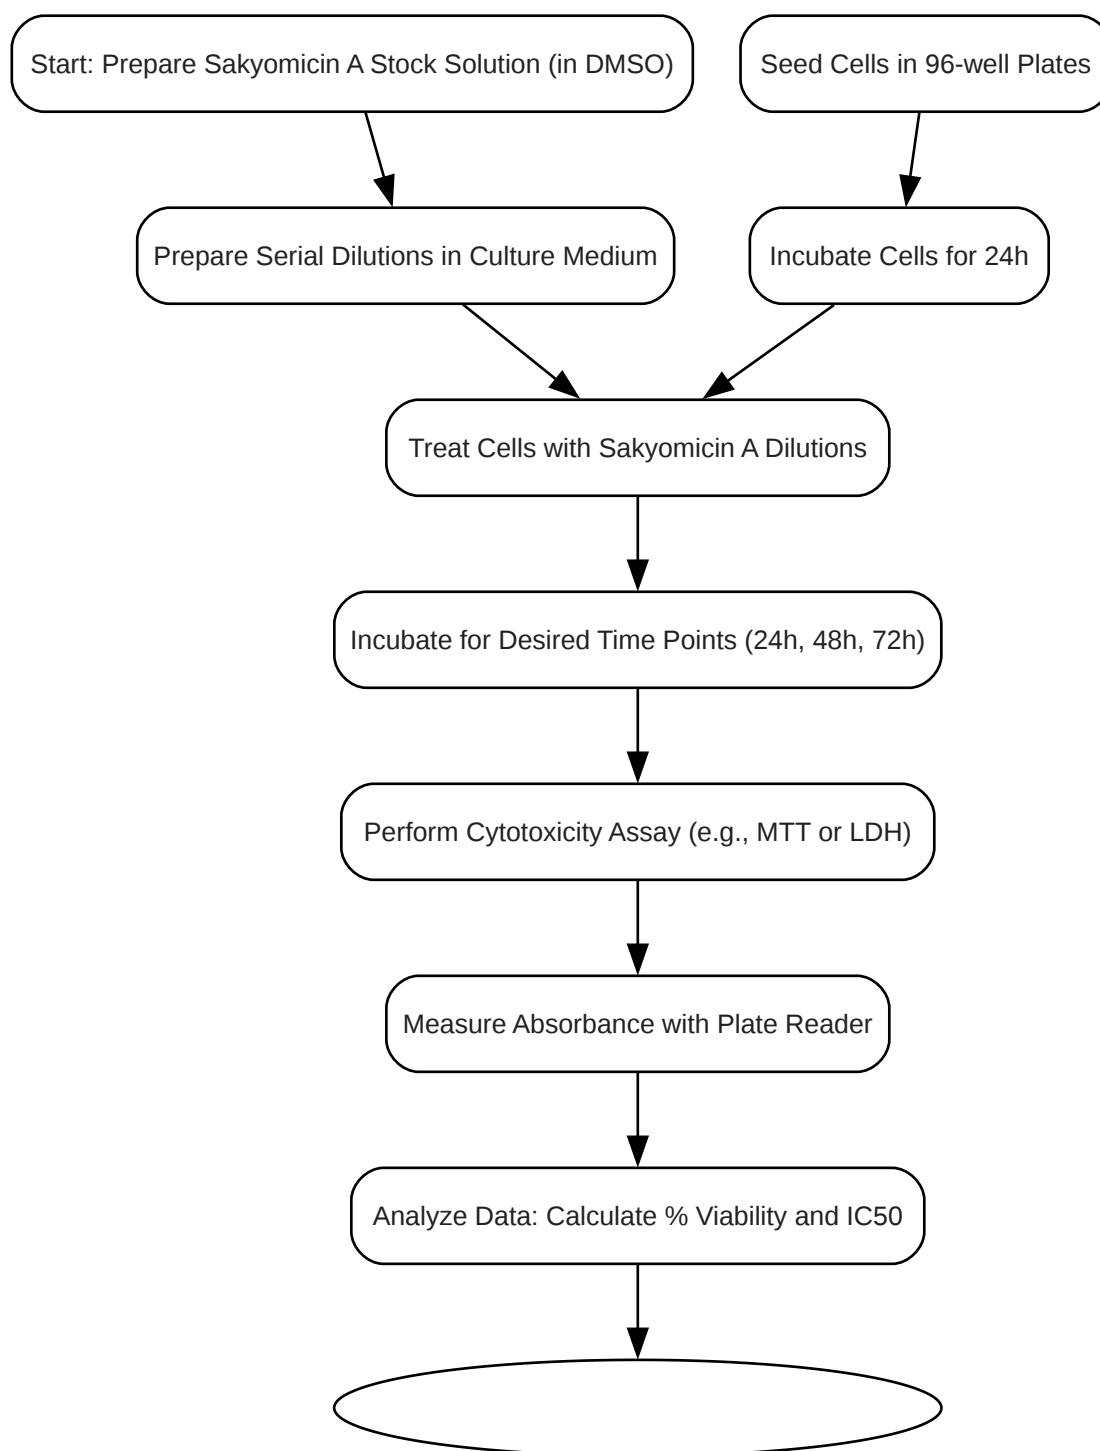 Start: Prepare Sakyomicin A Stock Solution (in DMSO)
Seed Cells in 96-well Plates
Prepare Serial Dilutions in Culture Medium
Incubate Cells for 24h
Treat Cells with Sakyomicin A Dilutions
Incubate for Desired Time Points (24h, 48h, 72h)
Perform Cytotoxicity Assay (e.g., MTT or LDH)
Measure Absorbance with Plate Reader
Analyze Data: Calculate % Viability and IC50